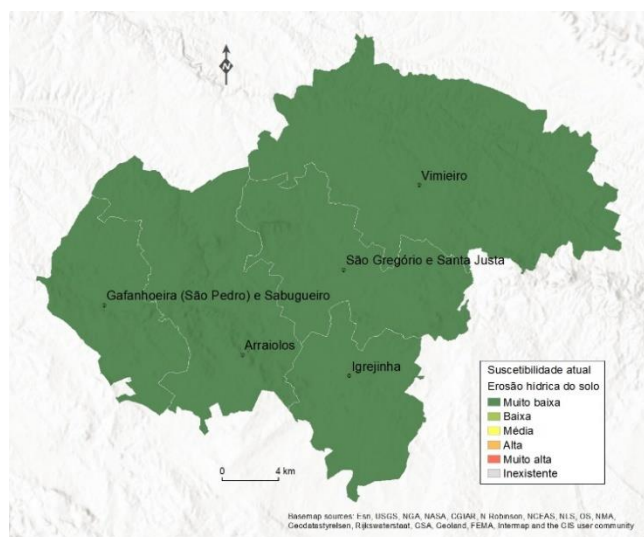 N
Vimieiro
São Gregório e Santa Justa
Gafanhoeira (São Pedro) e Sabugueiro
Arraiolos
Igrejinha
Suscetibilidade atual
Erosão hídrica do solo
Muito baixa
Baixa
Média
Alta
Muito alta
Inexistente
0 4 km
Basemap sources: Esri, USGS, NGA, NASA, CGIAR, N Robinson, NCEAS, NLS, OS, NMA,
Geodatastyrelsen, Rijkswaterstaat, GSA, Geoland, FEMA, Intermap and the GIS user community